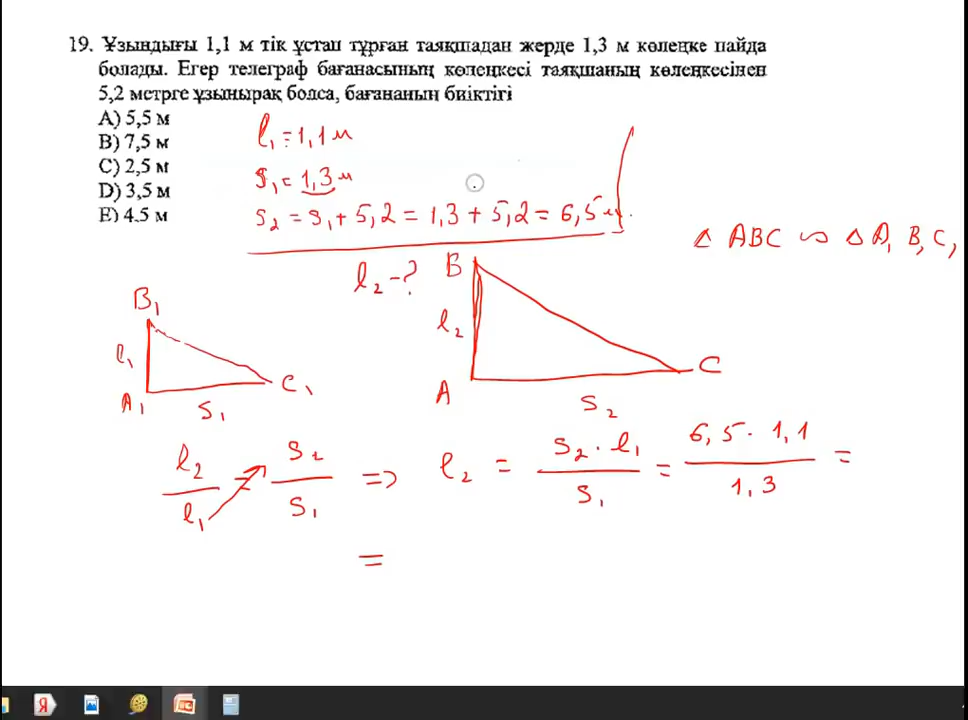 19. Ұзындығы 1,1 м тік ұстап тұрған таяқшадан жерде 1,3 м көлеңке пайда
болады. Егер телеграф бағанасының көлеңкесі таяқшаның көлеңкесінен
5,2 метрге ұзынырақ болса, бағананың биіктігі
A) 5,5 м
B) 7,5 м
C) 2,5 м
D) 3,5 м
E) 4,5 м
l₁ = 1,1 м
S₁ = 1,3 м
S₂ = S₁ + 5,2 = 1,3 + 5,2 = 6,5 м.
l₂ - ?
Δ ABC ∽ Δ A₁ B₁ C₁
B₁
l₁
A₁
S₁
C₁
B
l₂
A
S₂
C
l₂/l₁ = S₂/S₁ => l₂ = S₂ · l₁/S₁ = 6,5 · 1,1/1,3 =
=
Я